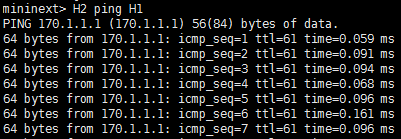 mininext> H2 ping H1
PING 170.1.1.1 (170.1.1.1) 56(84) bytes of data.
64 bytes from 170.1.1.1: icmp_seq=1 ttl=61 time=0.059 ms
64 bytes from 170.1.1.1: icmp_seq=2 ttl=61 time=0.091 ms
64 bytes from 170.1.1.1: icmp_seq=3 ttl=61 time=0.094 ms
64 bytes from 170.1.1.1: icmp_seq=4 ttl=61 time=0.068 ms
64 bytes from 170.1.1.1: icmp_seq=5 ttl=61 time=0.096 ms
64 bytes from 170.1.1.1: icmp_seq=6 ttl=61 time=0.161 ms
64 bytes from 170.1.1.1: icmp_seq=7 ttl=61 time=0.096 ms